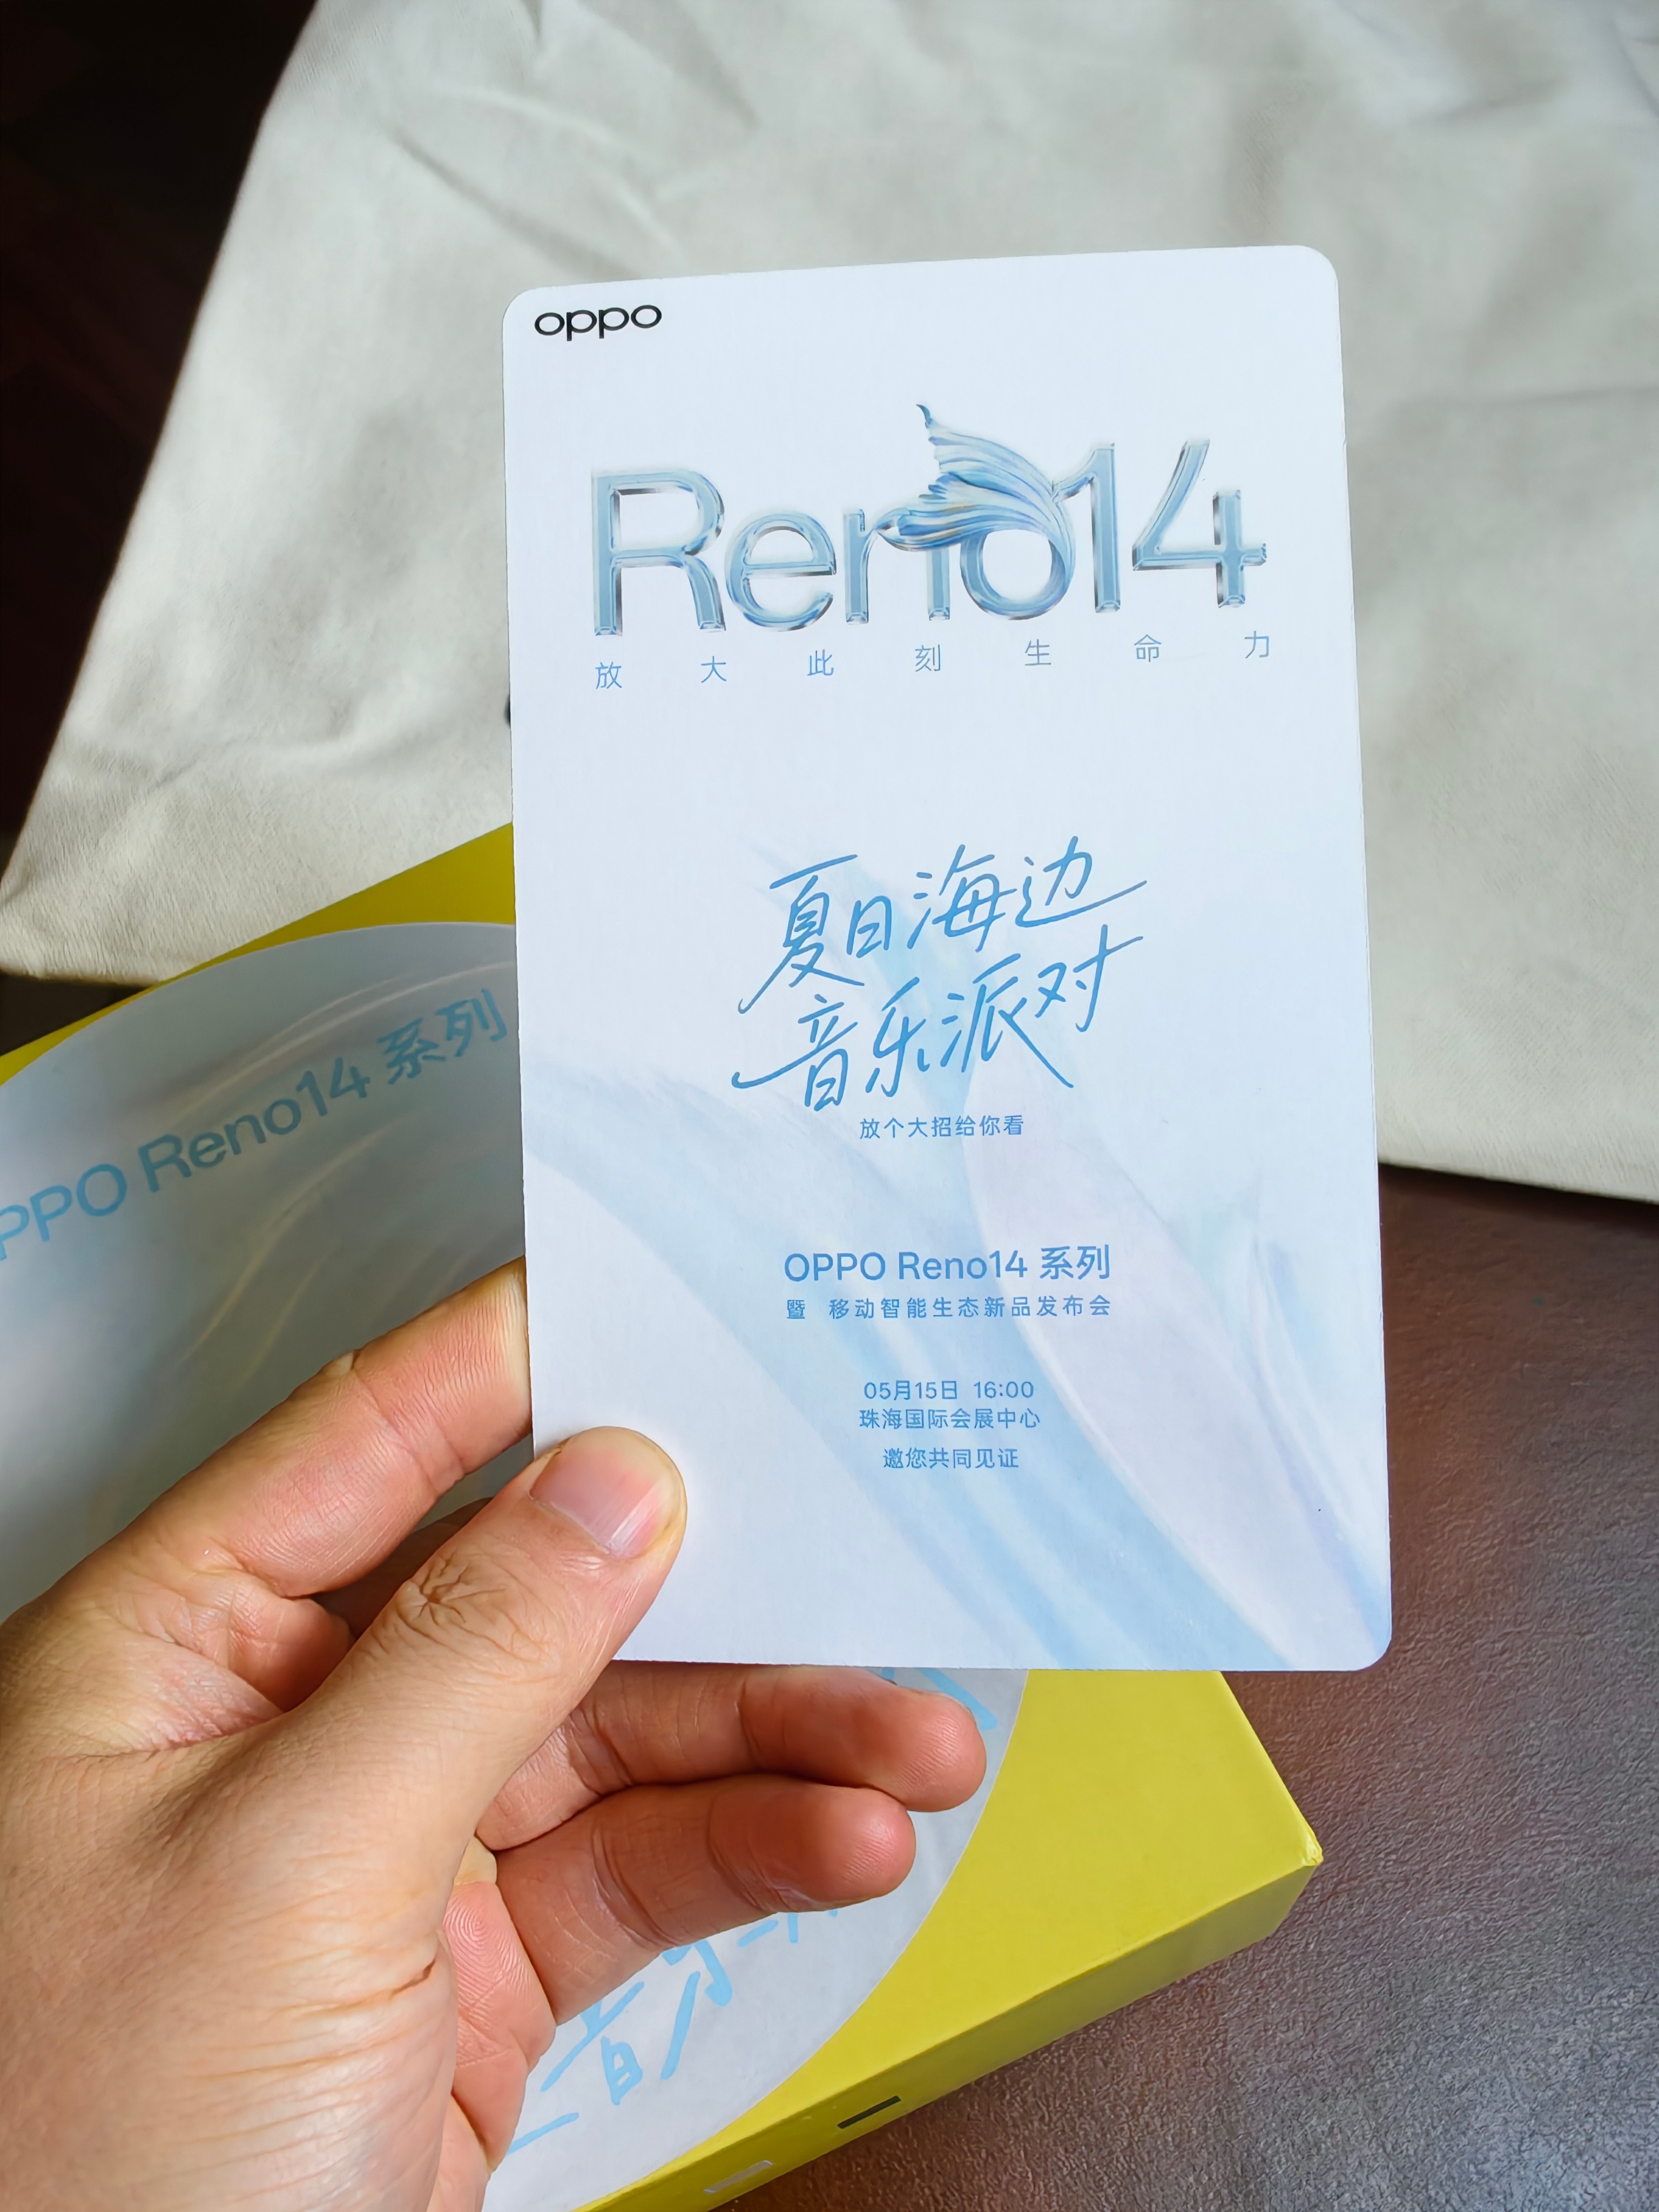 oppo
Reno14
放大此刻生命力
夏日海边
音乐派对
放个大招给你看
OPPO Reno14 系列
暨 移动智能生态新品发布会
05月15日 16:00
珠海国际会展中心
邀您共同见证
PPO Reno14 系列
音乐